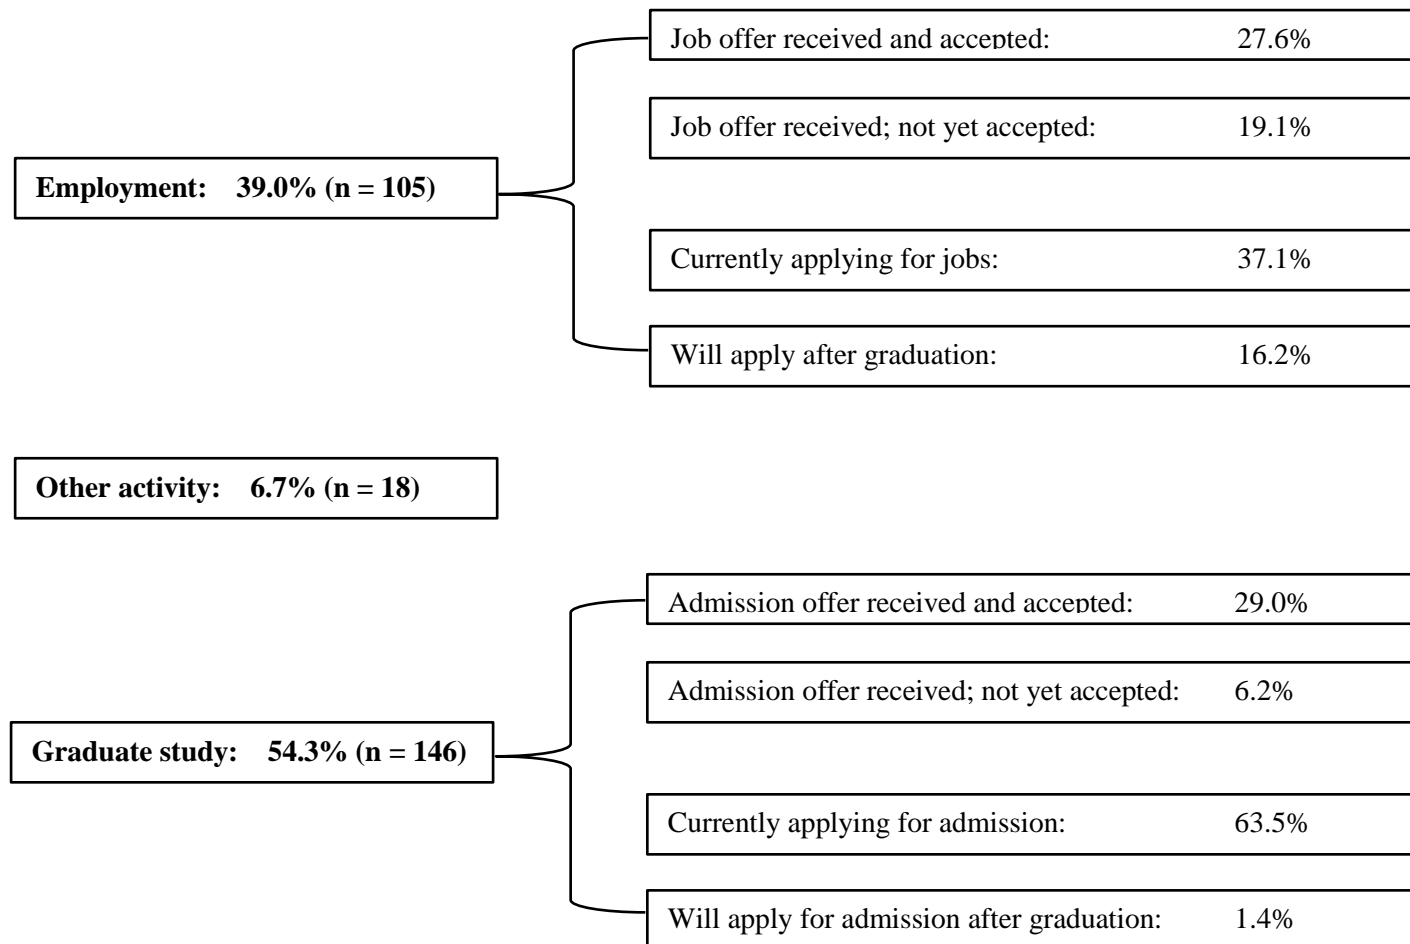 Job offer received and accepted: 27.6%
Job offer received; not yet accepted: 19.1%
Employment: 39.0% (n = 105)
Currently applying for jobs: 37.1%
Will apply after graduation: 16.2%
Other activity: 6.7% (n = 18)
Admission offer received and accepted: 29.0%
Admission offer received; not yet accepted: 6.2%
Graduate study: 54.3% (n = 146)
Currently applying for admission: 63.5%
Will apply for admission after graduation: 1.4%